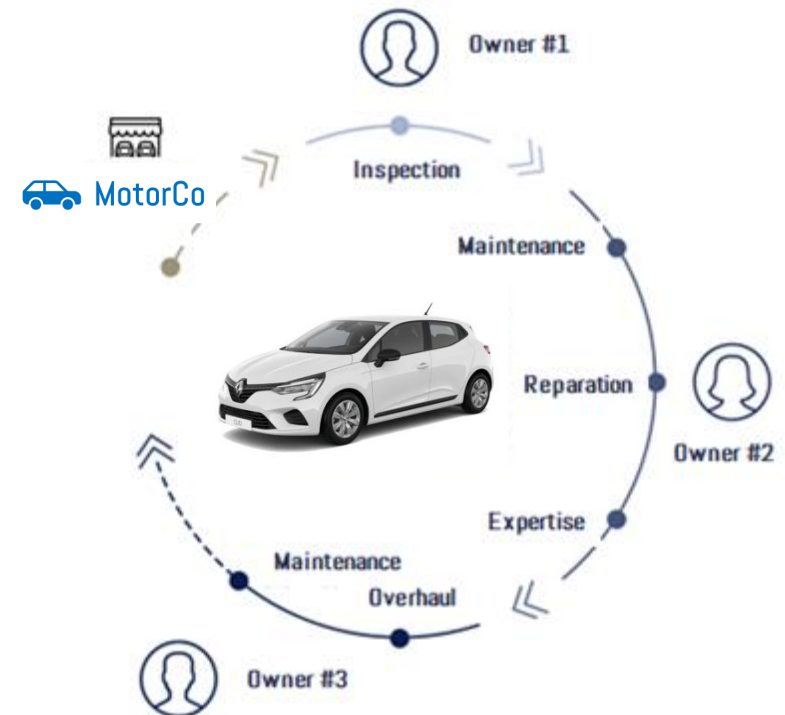 Owner #1
Inspection
MotorCo
Maintenance
Reparation
Owner #2
Expertise
Maintenance
Overhaul
Owner #3